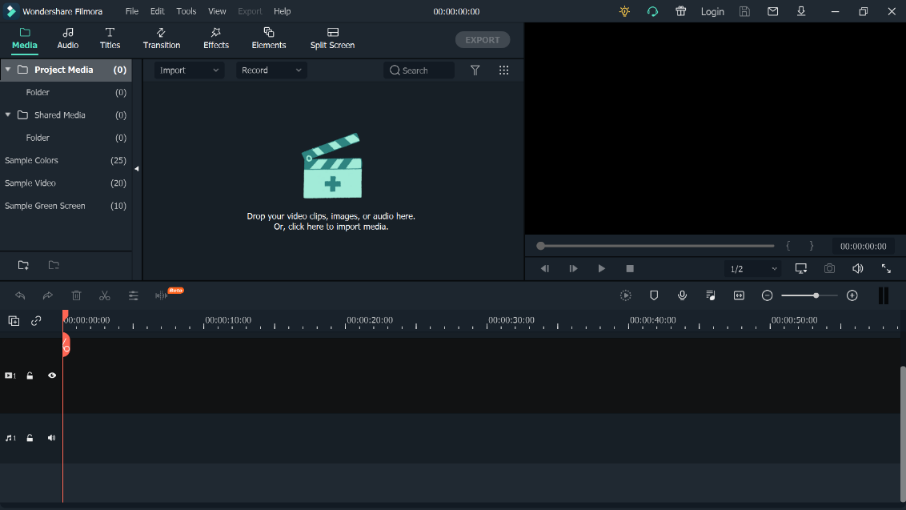 Wondershare Filmora File Edit Tools View Export Help 00:00:00:00 Login
Media Audio Titles Transition Effects Elements Split Screen EXPORT
Project Media (0)
Folder (0)
Shared Media (0)
Folder (0)
Sample Colors (25)
Sample Video (20)
Sample Green Screen (10)
Import Record Search
Drop your video clips, images, or audio here.
Or, click here to import media.
{ } 00:00:00:00
1/2
Beta
00:00:00:00 00:00:10:00 00:00:20:00 00:00:30:00 00:00:40:00 00:00:50:00
1
1